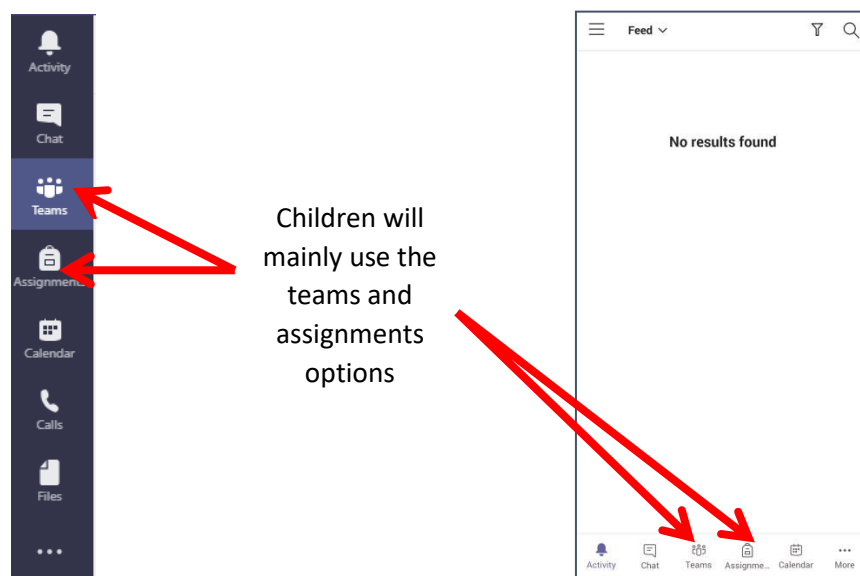 Activity
Chat
Teams
Assignment
Calendar
Calls
Files
Children will
mainly use the
teams and
assignments
options
Feed
No results found
Activity Chat Teams Assignme... Calendar More